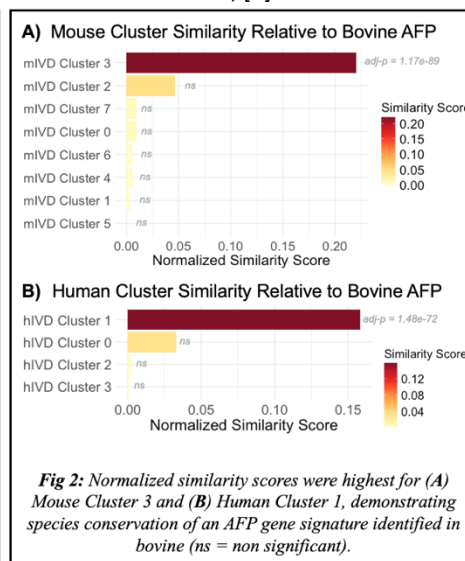 A) Mouse Cluster Similarity Relative to Bovine AFP
mIVD Cluster 3
adj-p = 1.17e-89
mIVD Cluster 2
ns
mIVD Cluster 7
ns
mIVD Cluster 0
ns
mIVD Cluster 6
ns
mIVD Cluster 4
ns
mIVD Cluster 1
ns
mIVD Cluster 5
ns
Similarity Score
0.20
0.15
0.10
0.05
0.00
0.00 0.05 0.10 0.15 0.20
Normalized Similarity Score
B) Human Cluster Similarity Relative to Bovine AFP
hIVD Cluster 1
adj-p = 1.48e-72
hIVD Cluster 0
ns
hIVD Cluster 2
ns
hIVD Cluster 3
ns
Similarity Score
0.12
0.08
0.04
0.00 0.05 0.10 0.15
Normalized Similarity Score
Fig 2: Normalized similarity scores were highest for (A)
Mouse Cluster 3 and (B) Human Cluster 1, demonstrating
species conservation of an AFP gene signature identified in
bovine (ns = non significant).